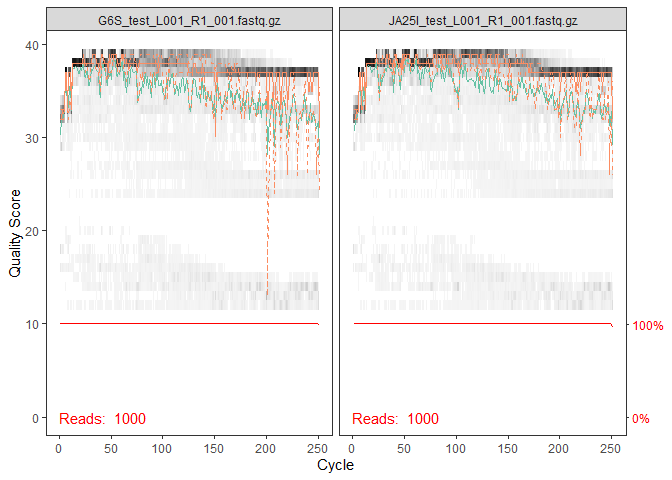 G6S_test_L001_R1_001.fastq.gz
JA25I_test_L001_R1_001.fastq.gz
Quality Score
40
30
20
10
0
100%
0%
Reads: 1000
Reads: 1000
0 50 100 150 200 250
0 50 100 150 200 250
Cycle